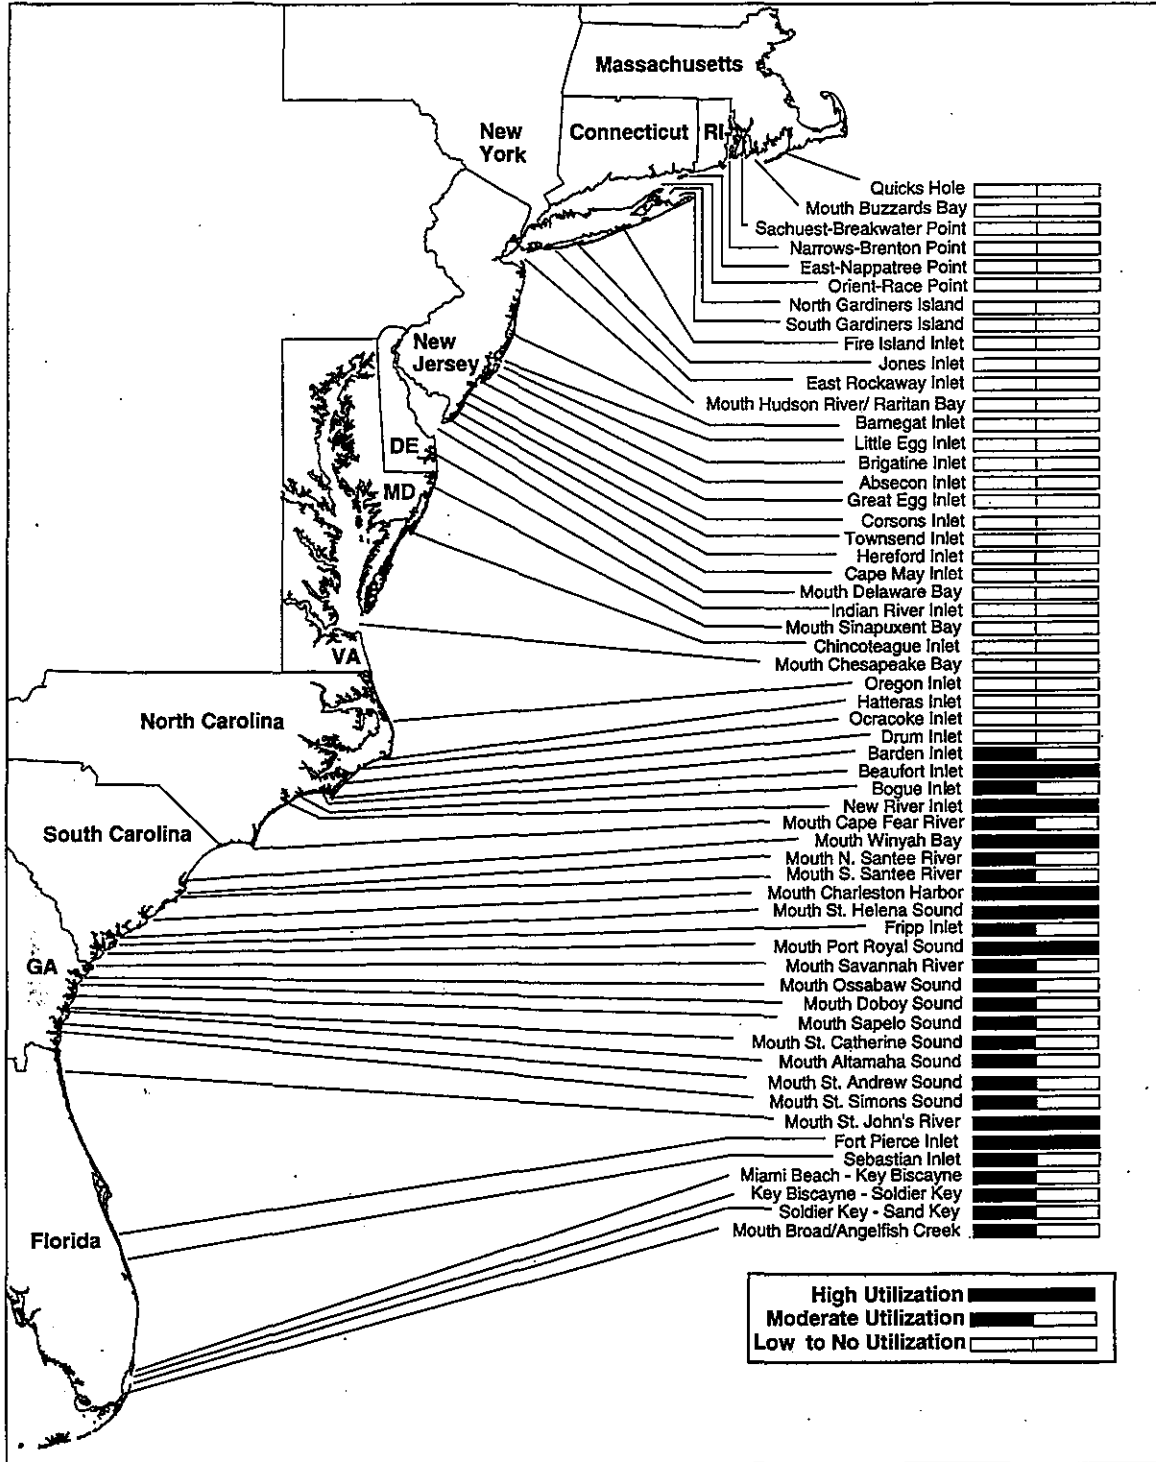 Massachusetts
New
York
Connecticut
RI
Quicks Hole
Mouth Buzzards Bay
Sachuest-Breakwater Point
Narrows-Brenton Point
East-Nappatree Point
Orient-Race Point
North Gardiners Island
South Gardiners Island
Fire Island Inlet
New
Jersey
Jones Inlet
East Rockaway Inlet
Mouth Hudson River/ Raritan Bay
Barnegat Inlet
Little Egg Inlet
DE
Brigatine Inlet
Absecon Inlet
MD
Great Egg Inlet
Corsons Inlet
Townsend Inlet
Hereford Inlet
Cape May Inlet
Mouth Delaware Bay
Indian River Inlet
Mouth Sinapuxent Bay
Chincoteague Inlet
VA
Mouth Chesapeake Bay
Oregon Inlet
Hatteras Inlet
North Carolina
Ocracoke Inlet
Drum Inlet
Barden Inlet
Beaufort Inlet
Bogue Inlet
New River Inlet
Mouth Cape Fear River
South Carolina
Mouth Winyah Bay
Mouth N. Santee River
Mouth S. Santee River
Mouth Charleston Harbor
Mouth St. Helena Sound
Fripp Inlet
Mouth Port Royal Sound
GA
Mouth Savannah River
Mouth Ossabaw Sound
Mouth Doboy Sound
Mouth Sapelo Sound
Mouth St. Catherine Sound
Mouth Altamaha Sound
Mouth St. Andrew Sound
Mouth St. Simons Sound
Mouth St. John's River
Fort Pierce Inlet
Sebastian Inlet
Miami Beach - Key Biscayne
Key Biscayne - Soldier Key
Soldier Key - Sand Key
Mouth Broad/Angelfish Creek
Florida
High Utilization
Moderate Utilization
Low to No Utilization